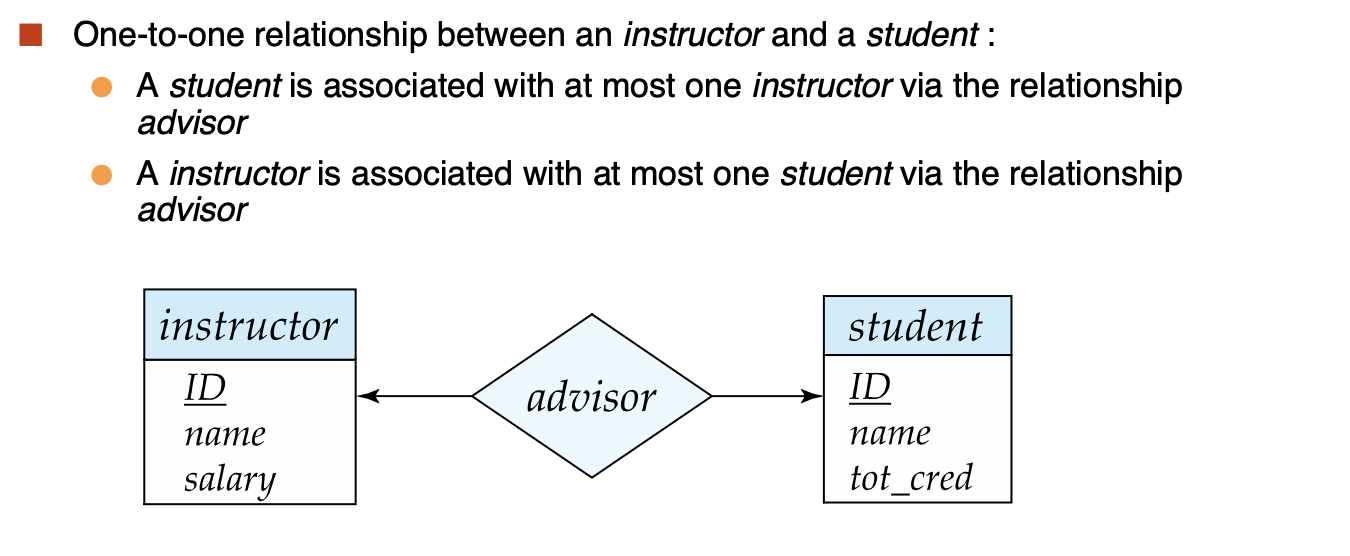 One-to-one relationship between an instructor and a student :
A student is associated with at most one instructor via the relationship
advisor
A instructor is associated with at most one student via the relationship
advisor
instructor
ID
name
salary
advisor
student
ID
name
tot_cred